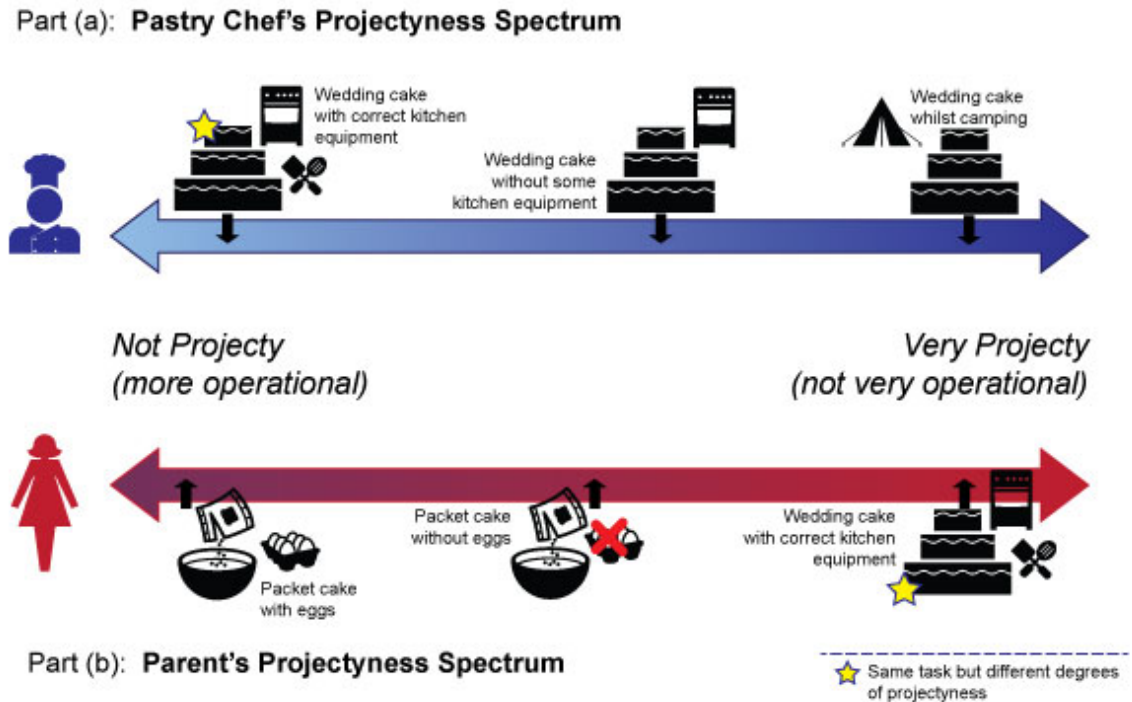 Part (a): Pastry Chef's Projectyness Spectrum
Wedding cake
with correct kitchen
equipment
Wedding cake
without some
kitchen equipment
Wedding cake
whilst camping
Not Projecty
(more operational)
Very Projecty
(not very operational)
Packet cake
with eggs
Packet cake
without eggs
Wedding cake
with correct kitchen
equipment
Part (b): Parent's Projectyness Spectrum
Same task but different degrees
of projectyness